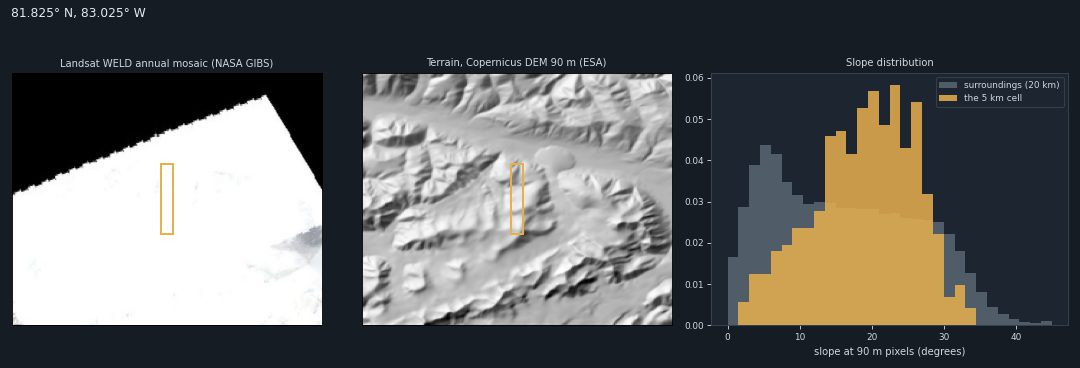 81.825° N, 83.025° W
Landsat WELD annual mosaic (NASA GIBS)
Terrain, Copernicus DEM 90 m (ESA)
Slope distribution
surroundings (20 km)
the 5 km cell
0.06
0.05
0.04
0.03
0.02
0.01
0.00
0 10 20 30 40
slope at 90 m pixels (degrees)